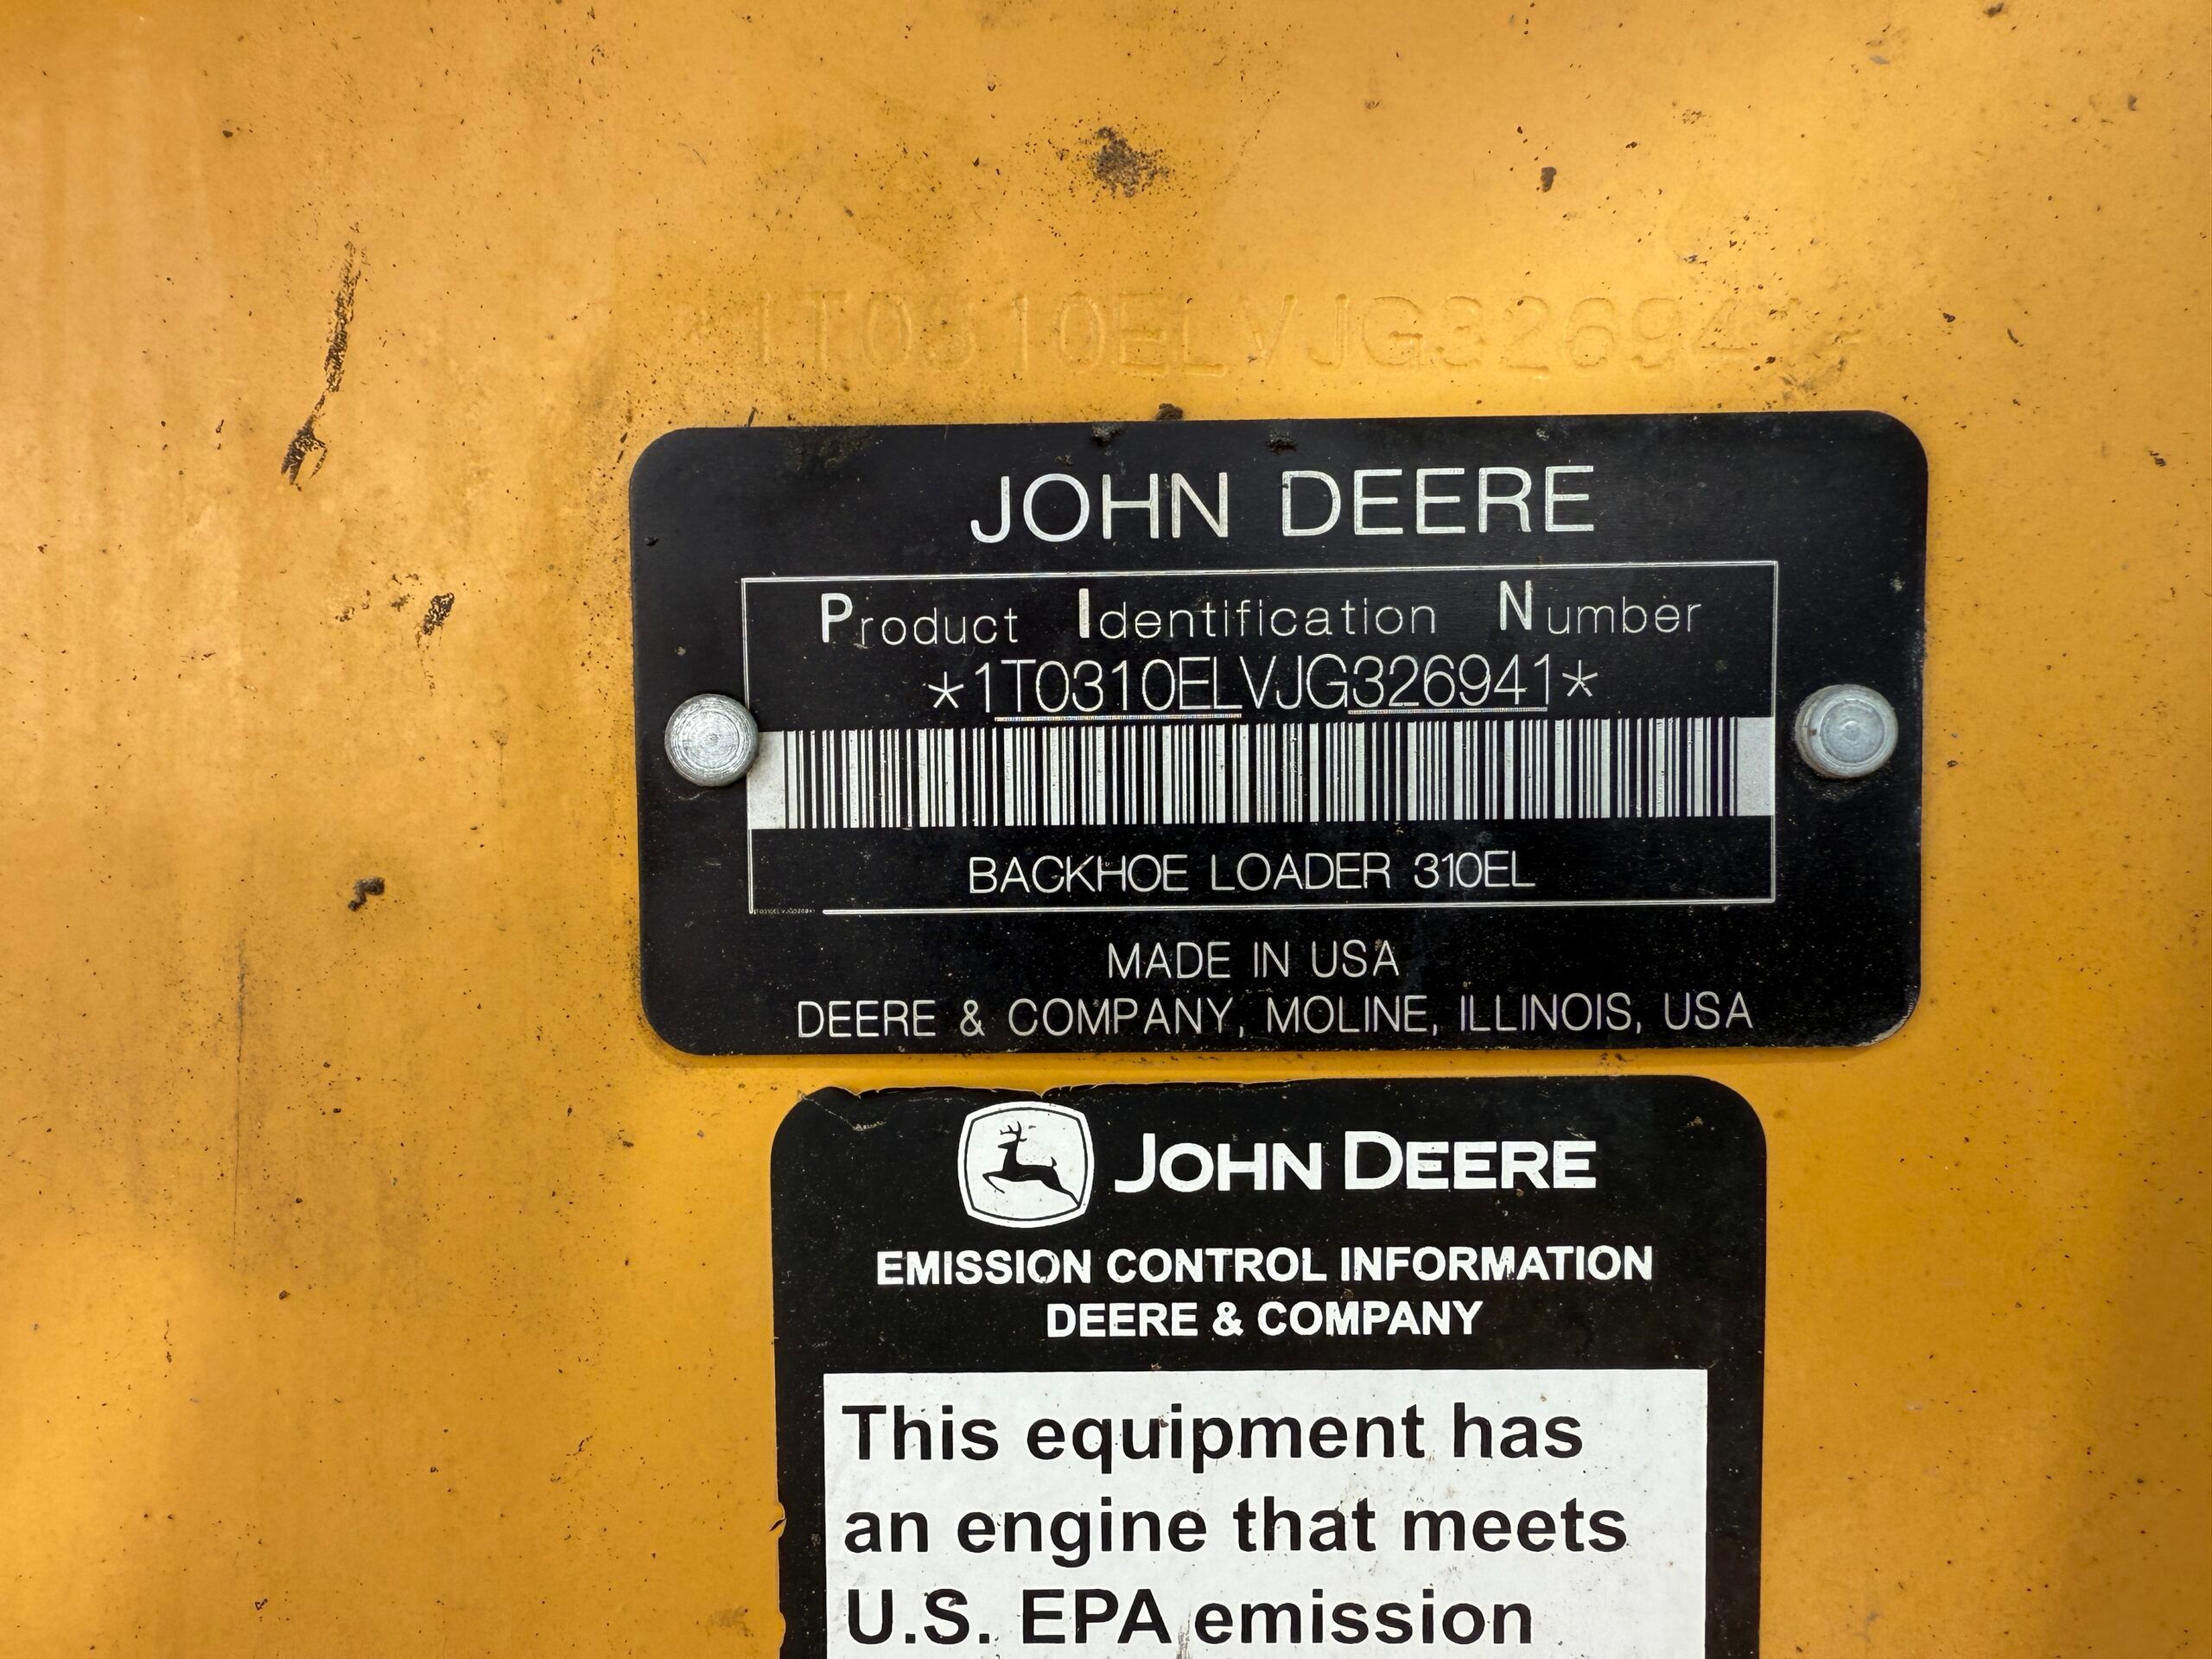 *1T0310ELVJG32694
JOHN DEERE
Product Identification Number
*1T0310ELVJG326941*
BACKHOE LOADER 310EL
MADE IN USA
DEERE & COMPANY, MOLINE, ILLINOIS, USA
JOHN DEERE
EMISSION CONTROL INFORMATION
DEERE & COMPANY
This equipment has
an engine that meets
U.S. EPA emission